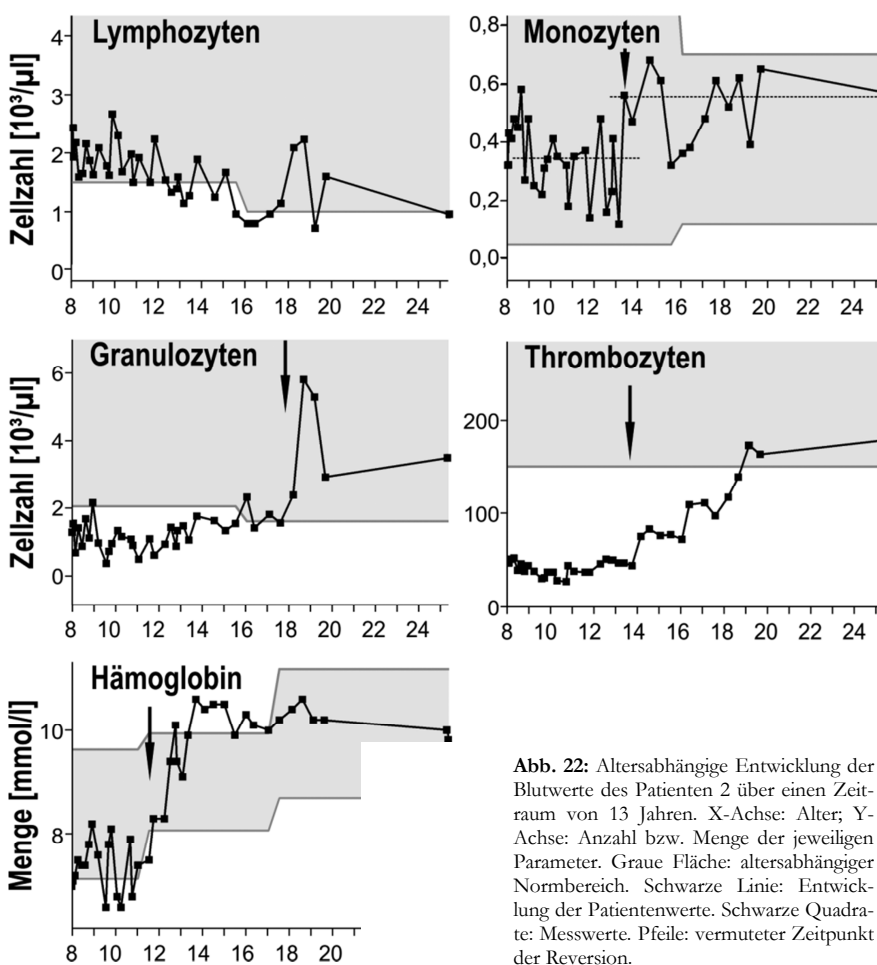 Lymphozyten
Zellzahl [10³/µl]
4
3
2
1
0
8 10 12 14 16 18 20 22 24
Monozyten
0,8
0,6
0,4
0,2
0,0
8 10 12 14 16 18 20 22 24
Granulozyten
Zellzahl [10³/µl]
6
4
2
0
8 10 12 14 16 18 20 22 24
Thrombozyten
200
100
0
8 10 12 14 16 18 20 22 24
Hämoglobin
Menge [mmol/l]
10
8
8 10 12 14 16 18 20
Abb. 22: Altersabhängige Entwicklung der
Blutwerte des Patienten 2 über einen Zeit-
raum von 13 Jahren. X-Achse: Alter; Y-
Achse: Anzahl bzw. Menge der jeweiligen
Parameter. Graue Fläche: altersabhängiger
Normbereich. Schwarze Linie: Entwick-
lung der Patientenwerte. Schwarze Quadra-
te: Messwerte. Pfeile: vermuteter Zeitpunkt
der Reversion.